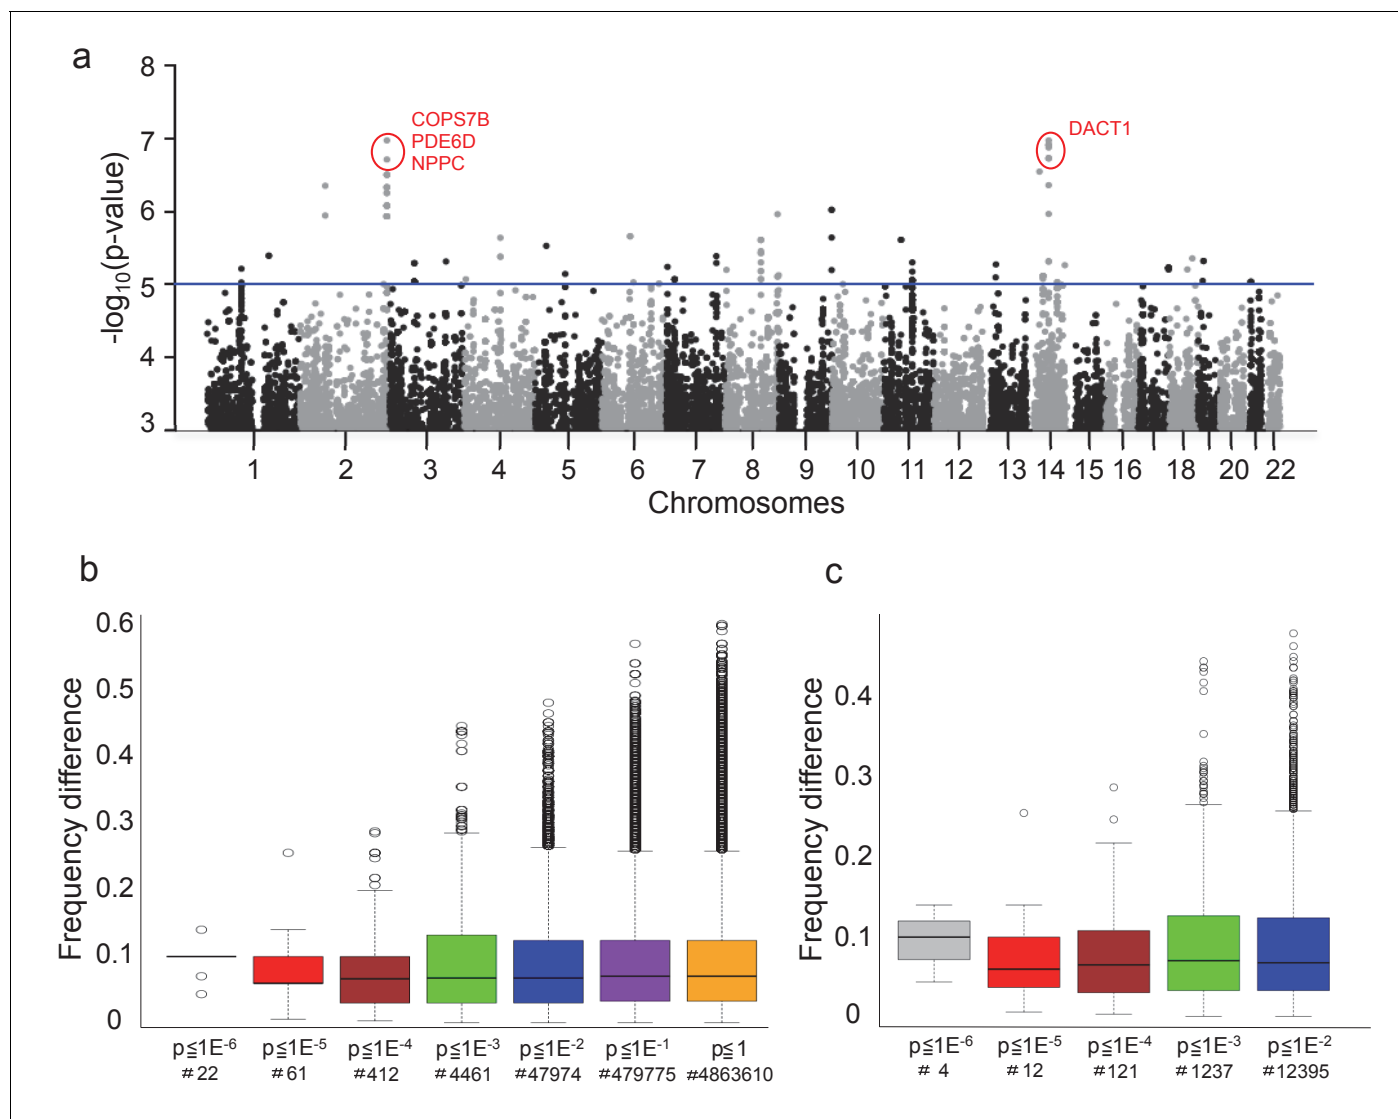 a
8
7
6
5
4
3
-log10(p-value)
COPS7B
PDE6D
NPPC
DACT1
1 2 3 4 5 6 7 8 9 10 11 12 13 14 15 16 18 20 22
Chromosomes
b
0.6
0.5
0.4
0.3
0.2
0.1
0
Frequency difference
p≦1E-6 p≦1E-5 p≦1E-4 p≦1E-3 p≦1E-2 p≦1E-1 p≦1
#22 #61 #412 #4461 #47974 #479775 #4863610
c
0.4
0.3
0.2
0.1
0
Frequency difference
p≦1E-6 p≦1E-5 p≦1E-4 p≦1E-3 p≦1E-2
# 4 #12 #121 #1237 #12395